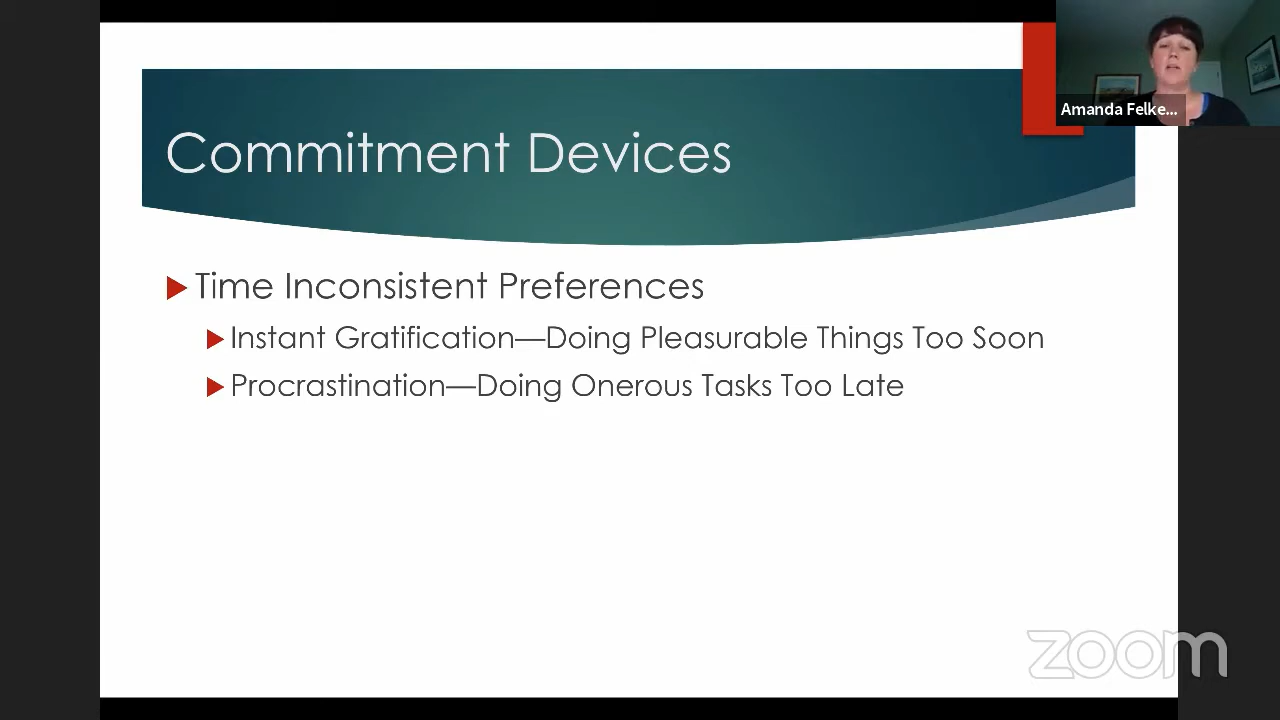 Commitment Devices
Amanda Felke...
Time Inconsistent Preferences
Instant Gratification—Doing Pleasurable Things Too Soon
Procrastination—Doing Onerous Tasks Too Late
zoom